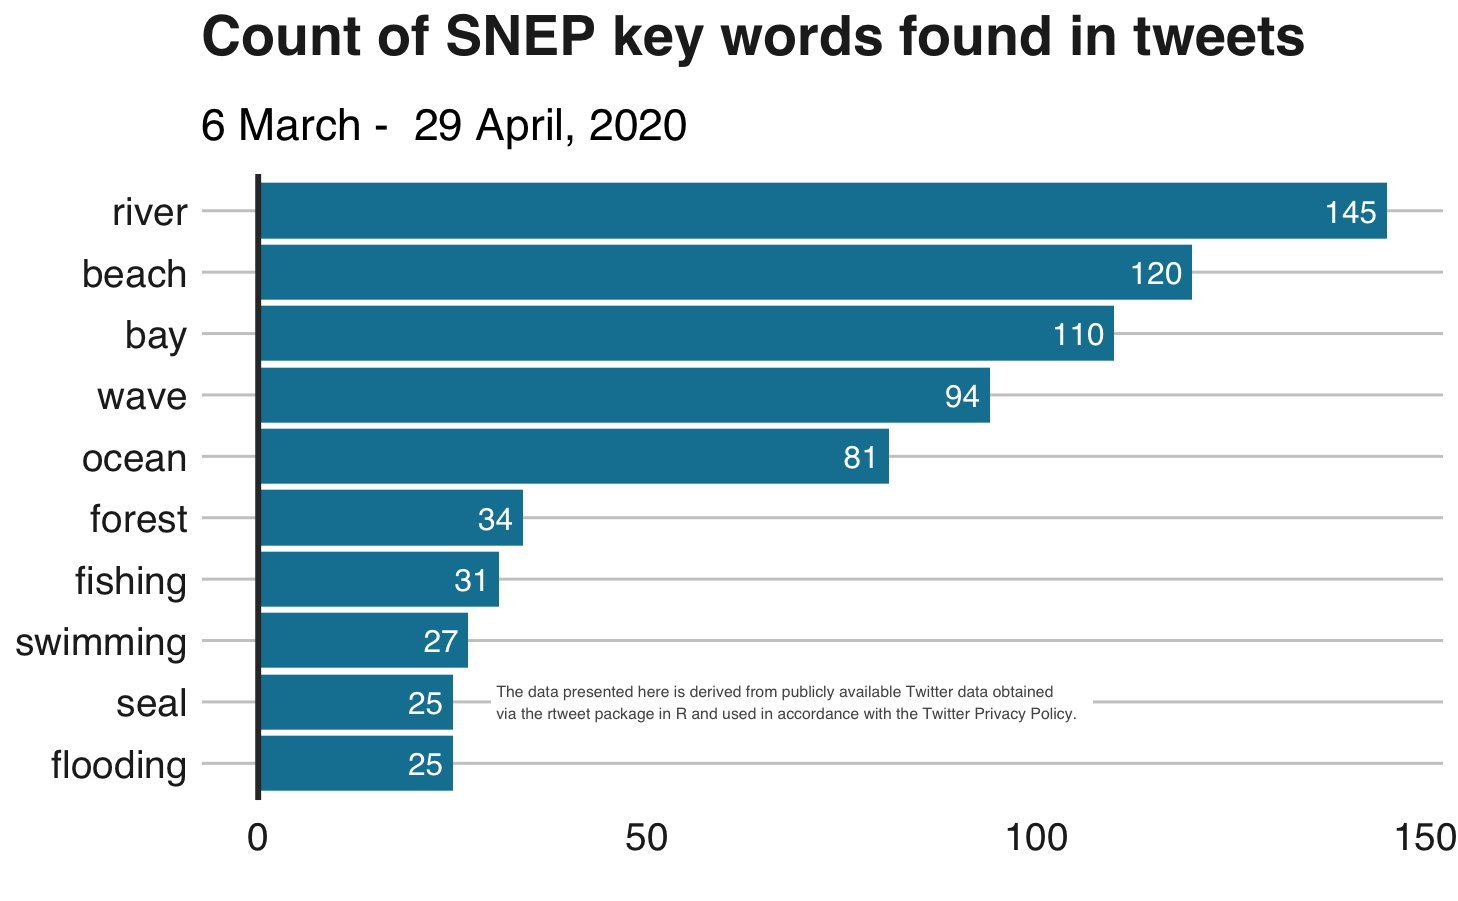 Count of SNEP key words found in tweets
6 March -  29 April, 2020
river 145
beach 120
bay 110
wave 94
ocean 81
forest 34
fishing 31
swimming 27
seal 25
The data presented here is derived from publicly available Twitter data obtained
via the rtweet package in R and used in accordance with the Twitter Privacy Policy.
flooding 25
0 50 100 150